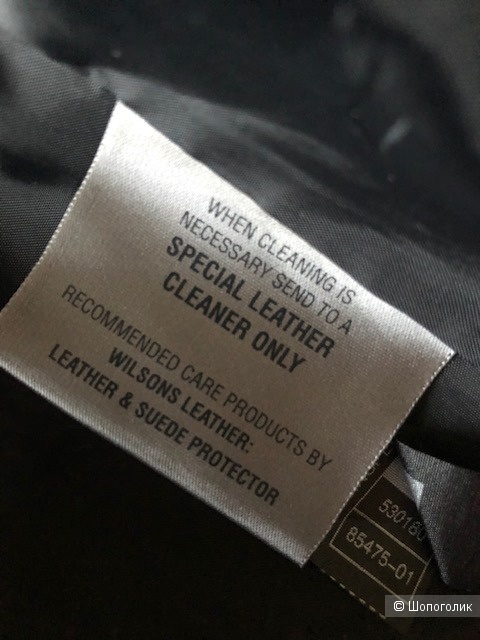 WHEN CLEANING IS
NECESSARY SEND TO A
SPECIAL LEATHER
CLEANER ONLY
RECOMMENDED CARE PRODUCTS BY
WILSONS LEATHER:
LEATHER & SUEDE PROTECTOR
530180
85475-01
© Шопоголик